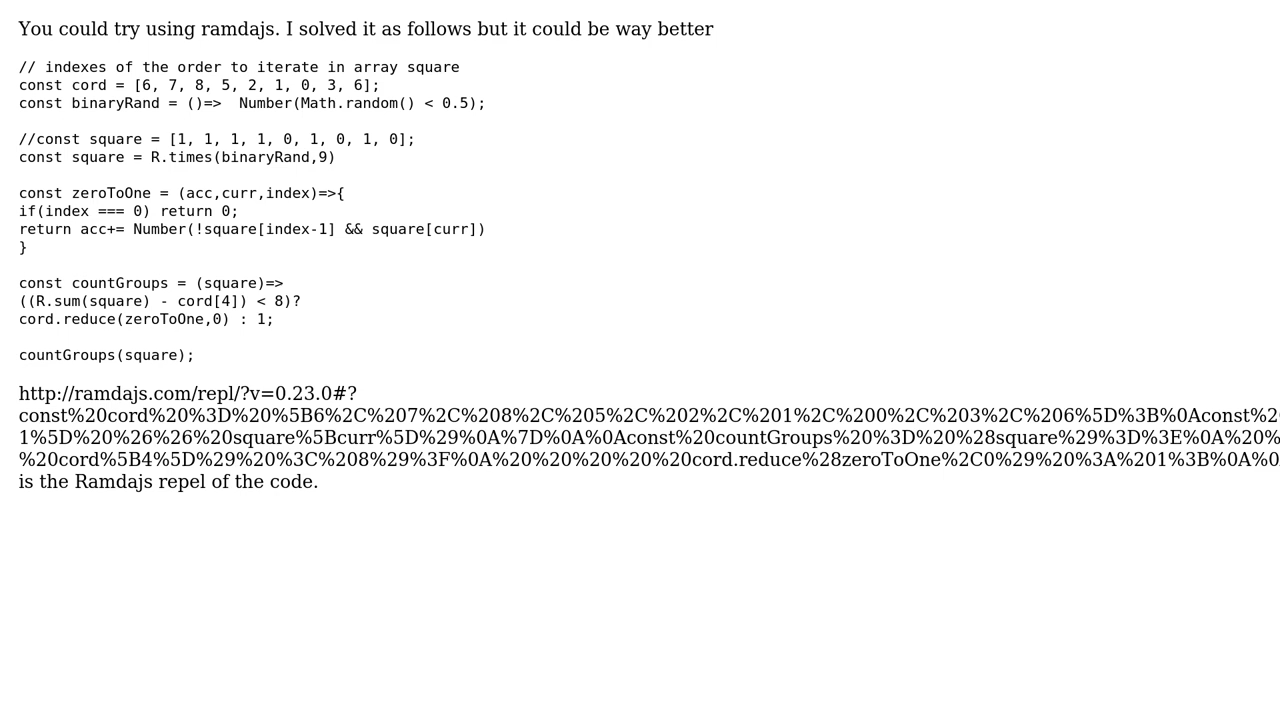 You could try using ramdajs. I solved it as follows but it could be way better
// indexes of the order to iterate in array square
const cord = [6, 7, 8, 5, 2, 1, 0, 3, 6];
const binaryRand = ()=>  Number(Math.random() < 0.5);
//const square = [1, 1, 1, 1, 0, 1, 0, 1, 0];
const square = R.times(binaryRand,9)
const zeroToOne = (acc,curr,index)=>{
if(index === 0) return 0;
return acc+= Number(!square[index-1] && square[curr])
}
const countGroups = (square)=>
((R.sum(square) - cord[4]) < 8)?
cord.reduce(zeroToOne,0) : 1;
countGroups(square);
http://ramdajs.com/repl/?v=0.23.0#?
const%20cord%20%3D%20%5B6%2C%207%2C%208%2C%205%2C%202%2C%201%2C%200%2C%203%2C%206%5D%3B%0Aconst%2
1%5D%20%26%26%20square%5Bcurr%5D%29%0A%7D%0A%0Aconst%20countGroups%20%3D%20%28square%29%3D%3E%0A%20%
%20cord%5B4%5D%29%20%3C%208%29%3F%0A%20%20%20%20%20cord.reduce%28zeroToOne%2C0%29%20%3A%201%3B%0A%0
is the Ramdajs repel of the code.